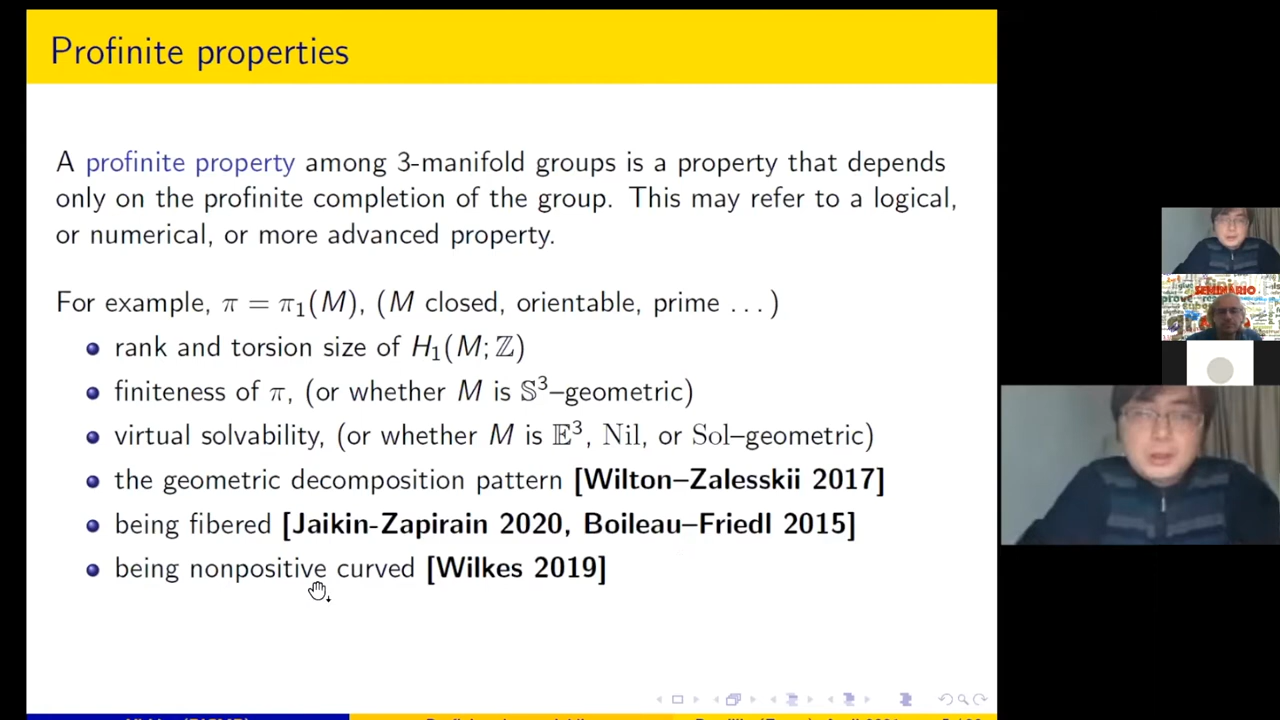 Profinite properties
A profinite property among 3-manifold groups is a property that depends
only on the profinite completion of the group. This may refer to a logical,
or numerical, or more advanced property.
For example, π = π₁(M), (M closed, orientable, prime . . . )
rank and torsion size of H₁(M; ℤ)
finiteness of π, (or whether M is 𝕊³–geometric)
virtual solvability, (or whether M is 𝔼³, Nil, or Sol–geometric)
the geometric decomposition pattern [Wilton–Zalesskii 2017]
being fibered [Jaikin-Zapirain 2020, Boileau–Friedl 2015]
being nonpositive curved [Wilkes 2019]
SEMINARIO